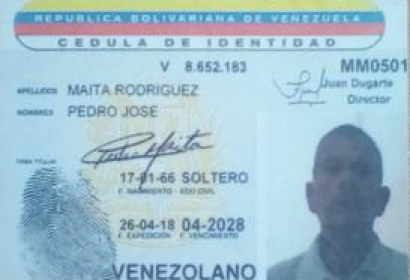 REPUBLICA BOLIVARIANA DE VENEZUELA
CEDULA DE IDENTIDAD
V 8.652.183
MM0501
APELLIDOS MAITA RODRIGUEZ
Juan Dugarte
Director
NOMBRES PEDRO JOSE
FIRMA TITULAR
17-01-66 SOLTERO
F. NACIMIENTO EDO CIVIL
26-04-18 04-2028
F. EXPEDICIÓN F. VENCIMIENTO
VENEZOLANO